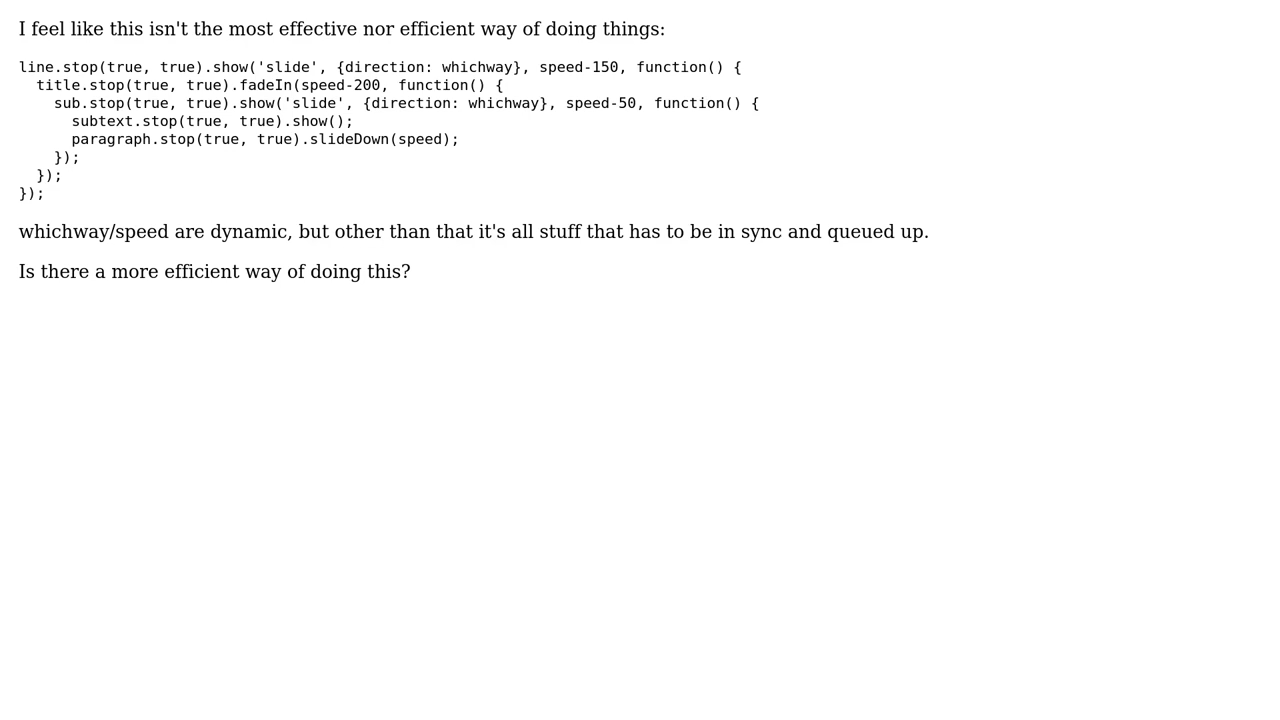 I feel like this isn't the most effective nor efficient way of doing things:
line.stop(true, true).show('slide', {direction: whichway}, speed-150, function() {
  title.stop(true, true).fadeIn(speed-200, function() {
    sub.stop(true, true).show('slide', {direction: whichway}, speed-50, function() {
      subtext.stop(true, true).show();
      paragraph.stop(true, true).slideDown(speed);
    });
  });
});
whichway/speed are dynamic, but other than that it's all stuff that has to be in sync and queued up.
Is there a more efficient way of doing this?